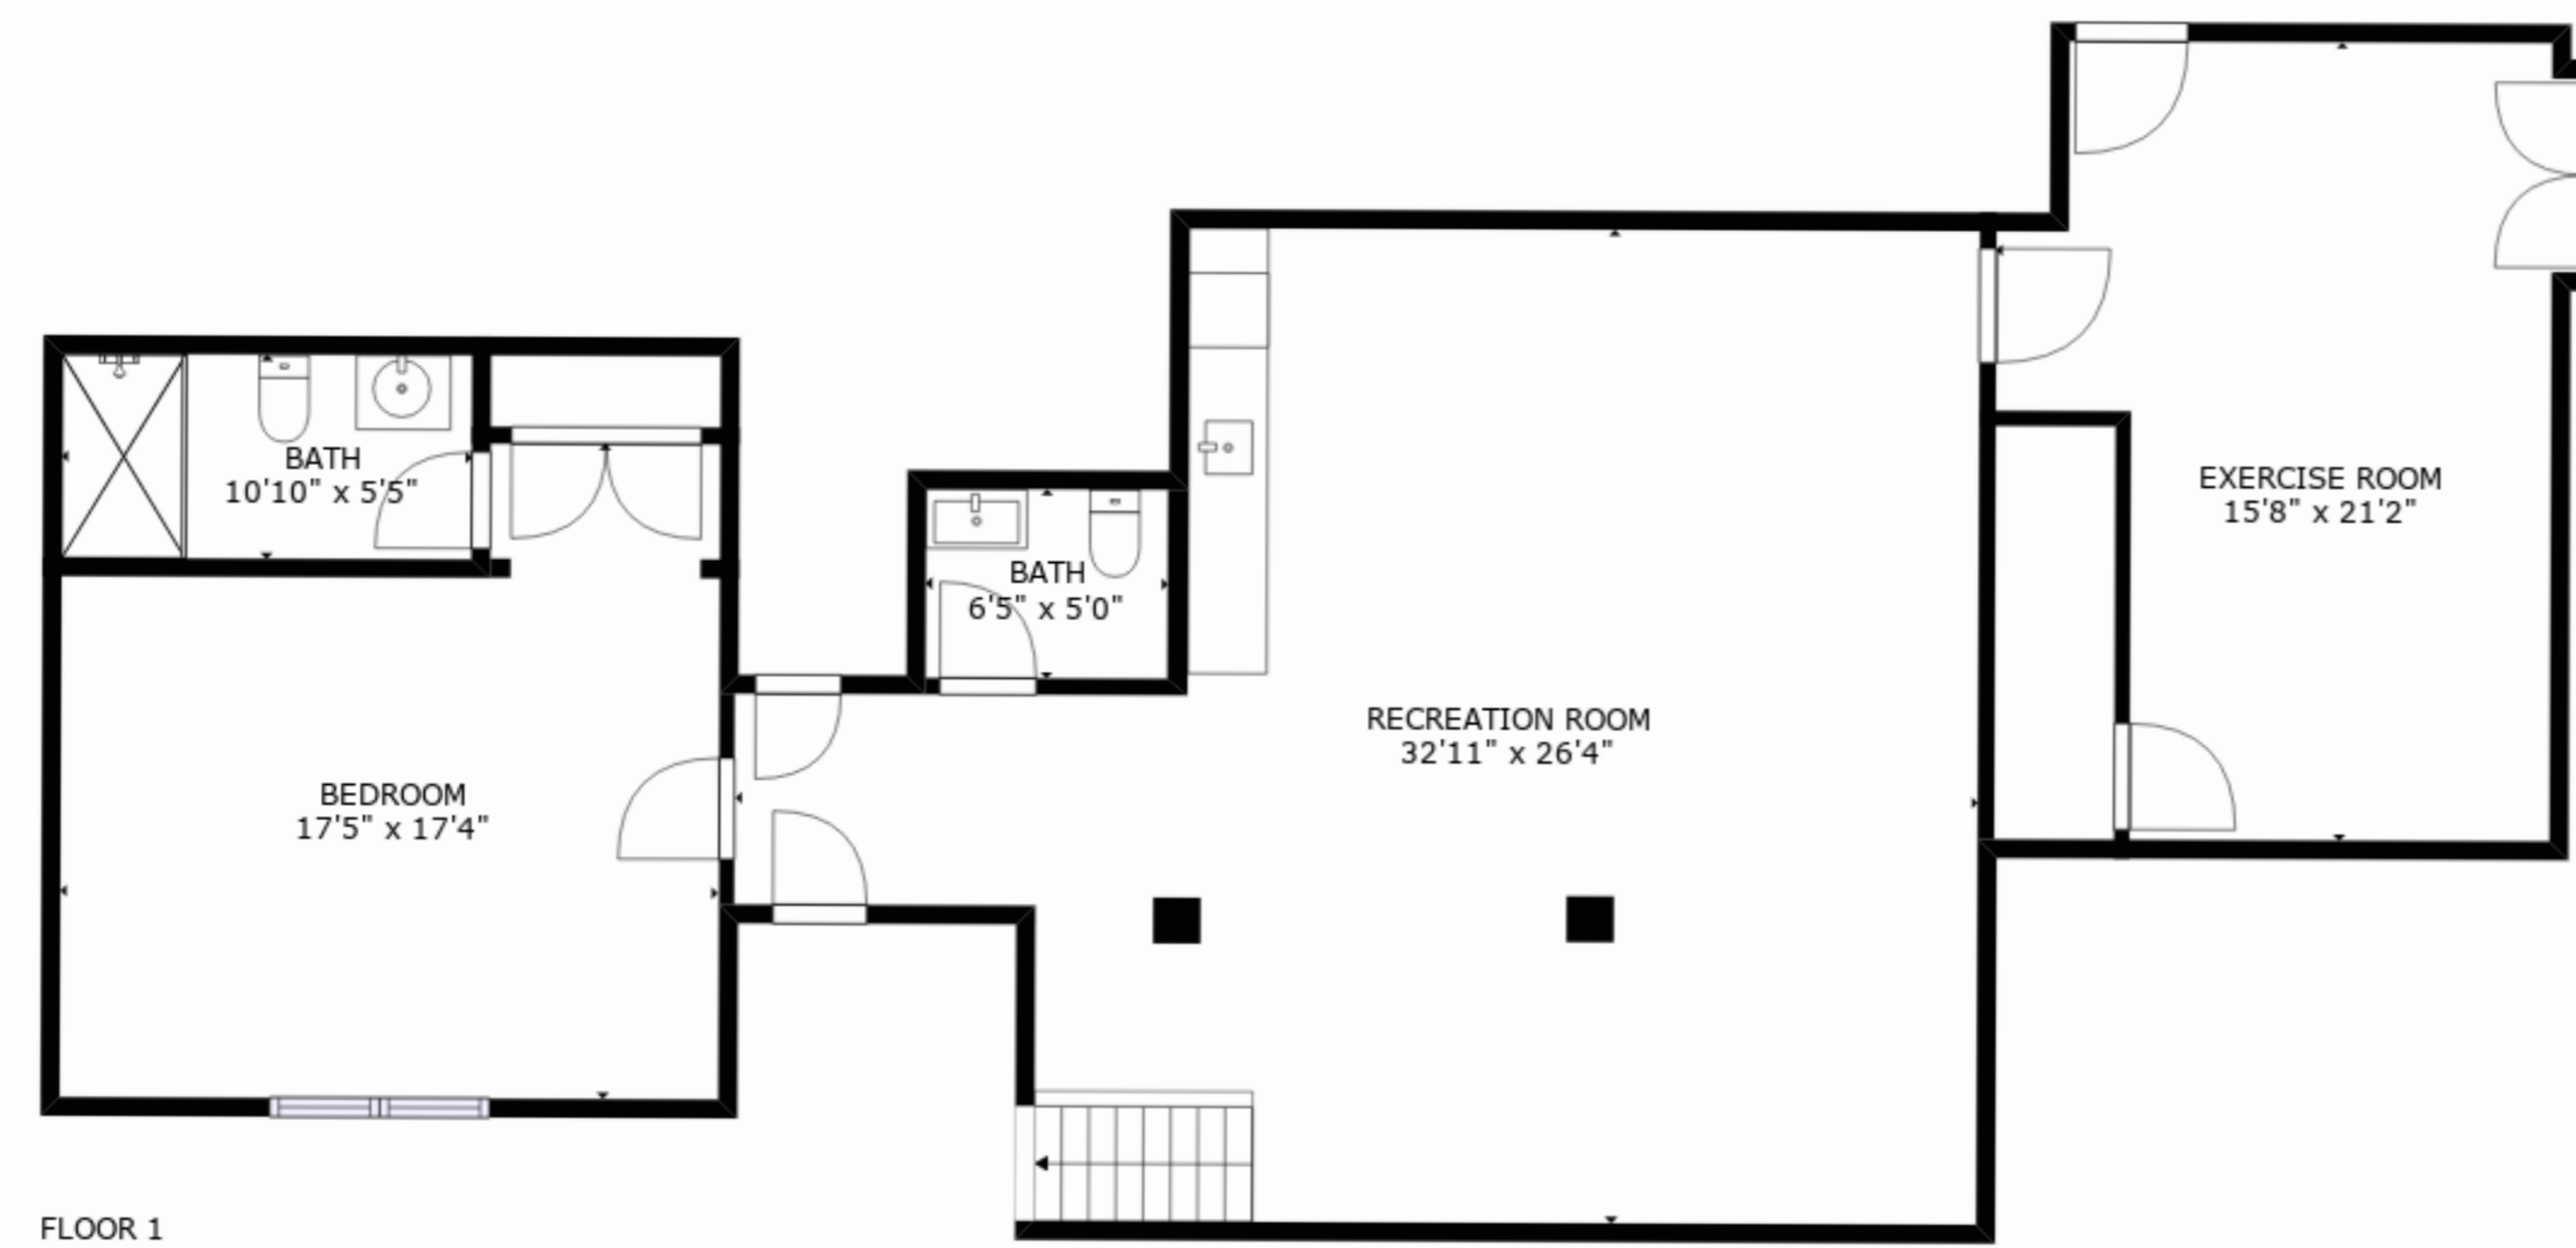 BATH
10'10" x 5'5"
BATH
6'5" x 5'0"
EXERCISE ROOM
15'8" x 21'2"
RECREATION ROOM
32'11" x 26'4"
BEDROOM
17'5" x 17'4"
FLOOR 1